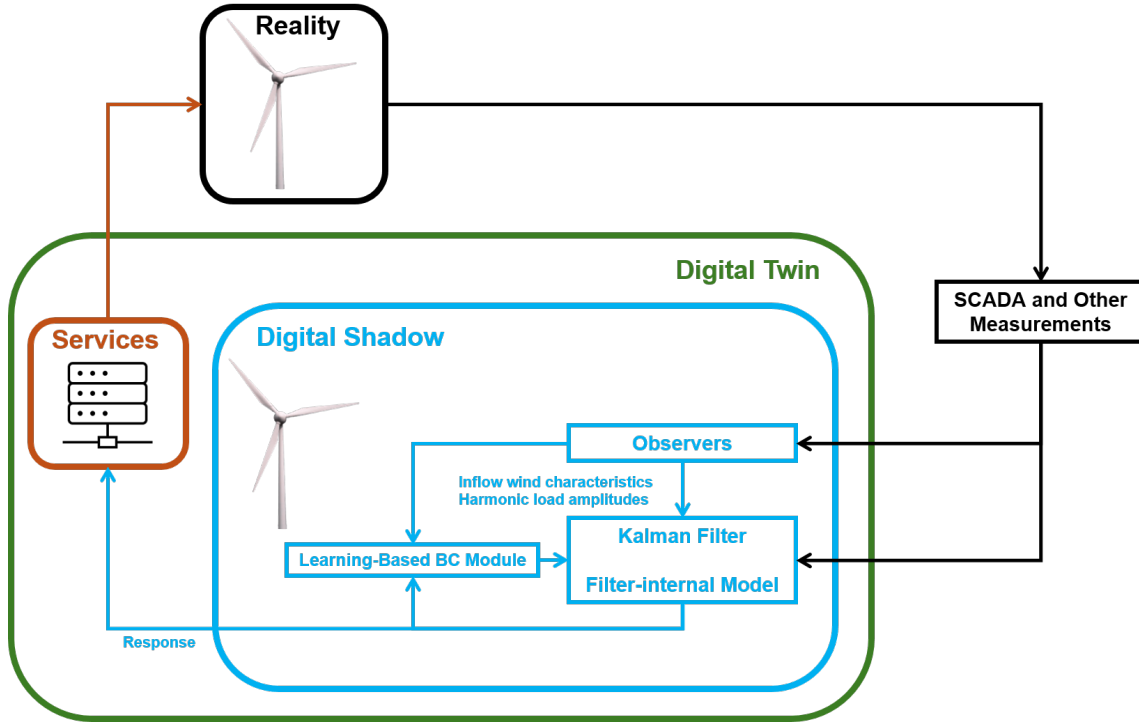 Reality
Digital Twin
SCADA and Other
Measurements
Services
Digital Shadow
Observers
Inflow wind characteristics
Harmonic load amplitudes
Kalman Filter
Learning-Based BC Module
Filter-internal Model
Response